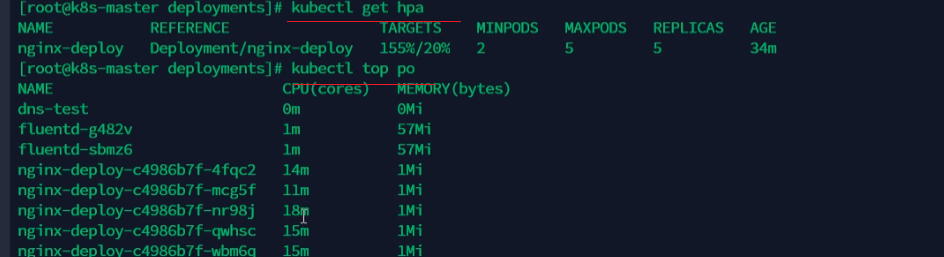 [root@k8s-master deployments]# kubectl get hpa
NAME REFERENCE TARGETS MINPODS MAXPODS REPLICAS AGE
nginx-deploy Deployment/nginx-deploy 155%/20% 2 5 5 34m
[root@k8s-master deployments]# kubectl top po
NAME CPU(cores) MEMORY(bytes)
dns-test 0m 0Mi
fluentd-g482v 1m 57Mi
fluentd-sbmz6 1m 57Mi
nginx-deploy-c4986b7f-4fqc2 14m 1Mi
nginx-deploy-c4986b7f-mcg5f 11m 1Mi
nginx-deploy-c4986b7f-nr98j 18m 1Mi
nginx-deploy-c4986b7f-qwhsc 15m 1Mi
nginx-deploy-c4986b7f-wbm6q 15m 1Mi